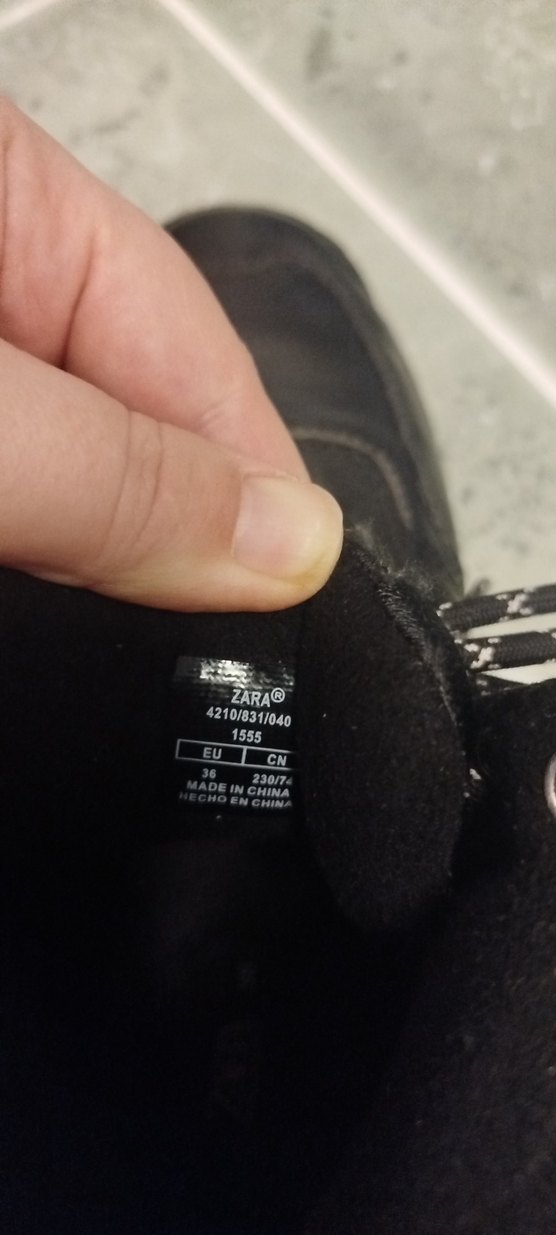 ZARA®
4210/831/040
1555
EU CN
36 230/74
MADE IN CHINA
HECHO EN CHINA